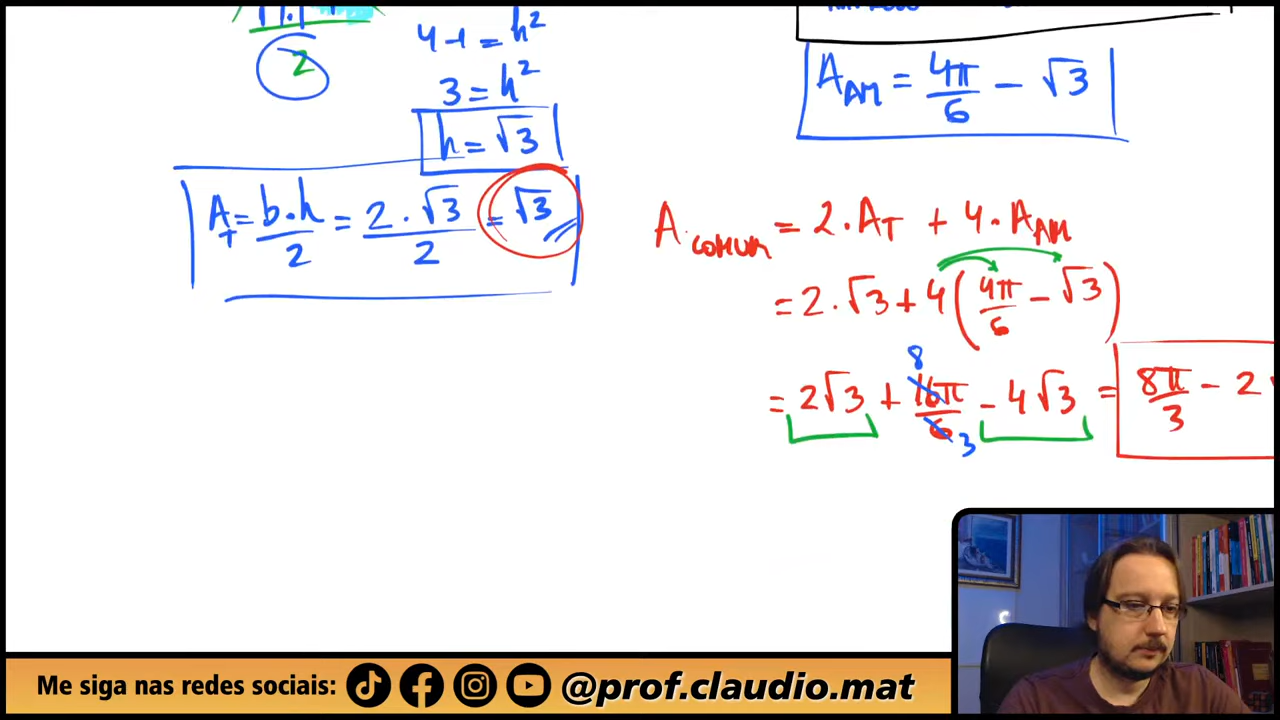 2
4-1 = h²
3 = h²
h = √3
A_T = b·h/2 = 2·√3/2 = √3
A_AM = 4π/6 - √3
A.comum = 2·A_T + 4·A_AM
= 2·√3 + 4(4π/6 - √3)
= 2√3 + 16π/6 - 4√3 = 8π/3 - 2
8
3
Me siga nas redes sociais: @prof.claudio.mat